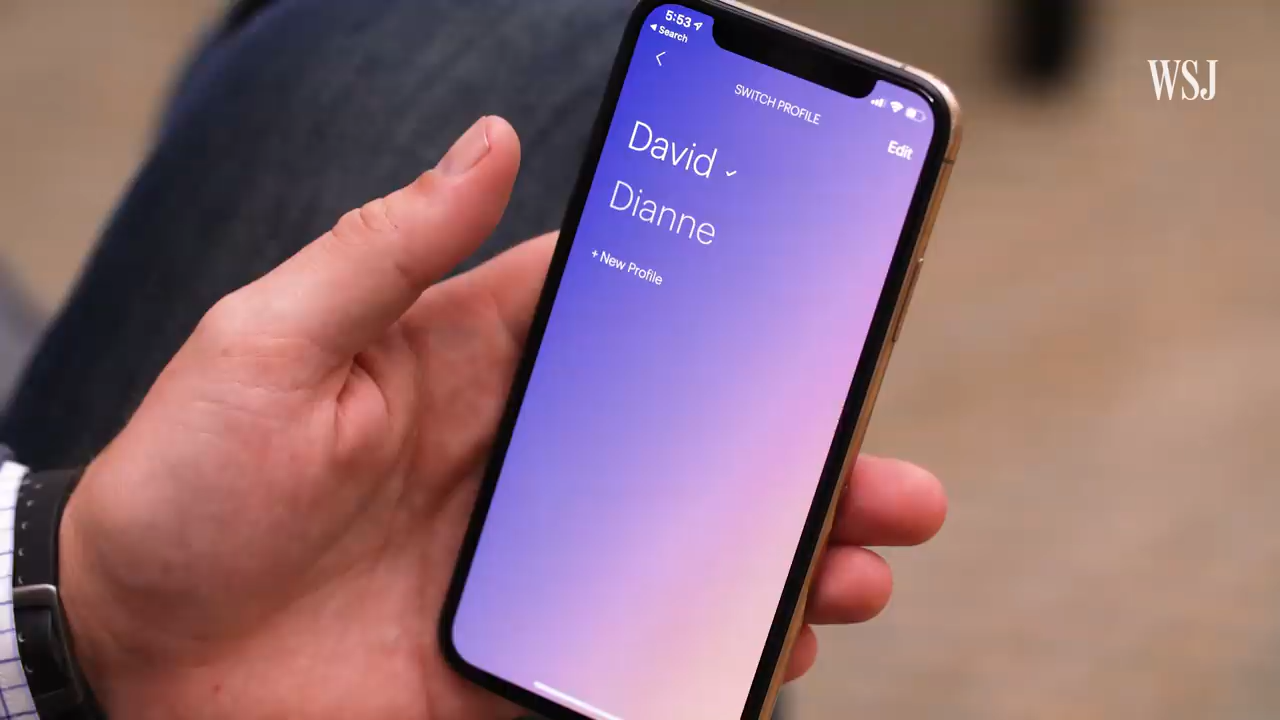 5:53
Search
WSJ
SWITCH PROFILE
Edit
David
Dianne
+ New Profile